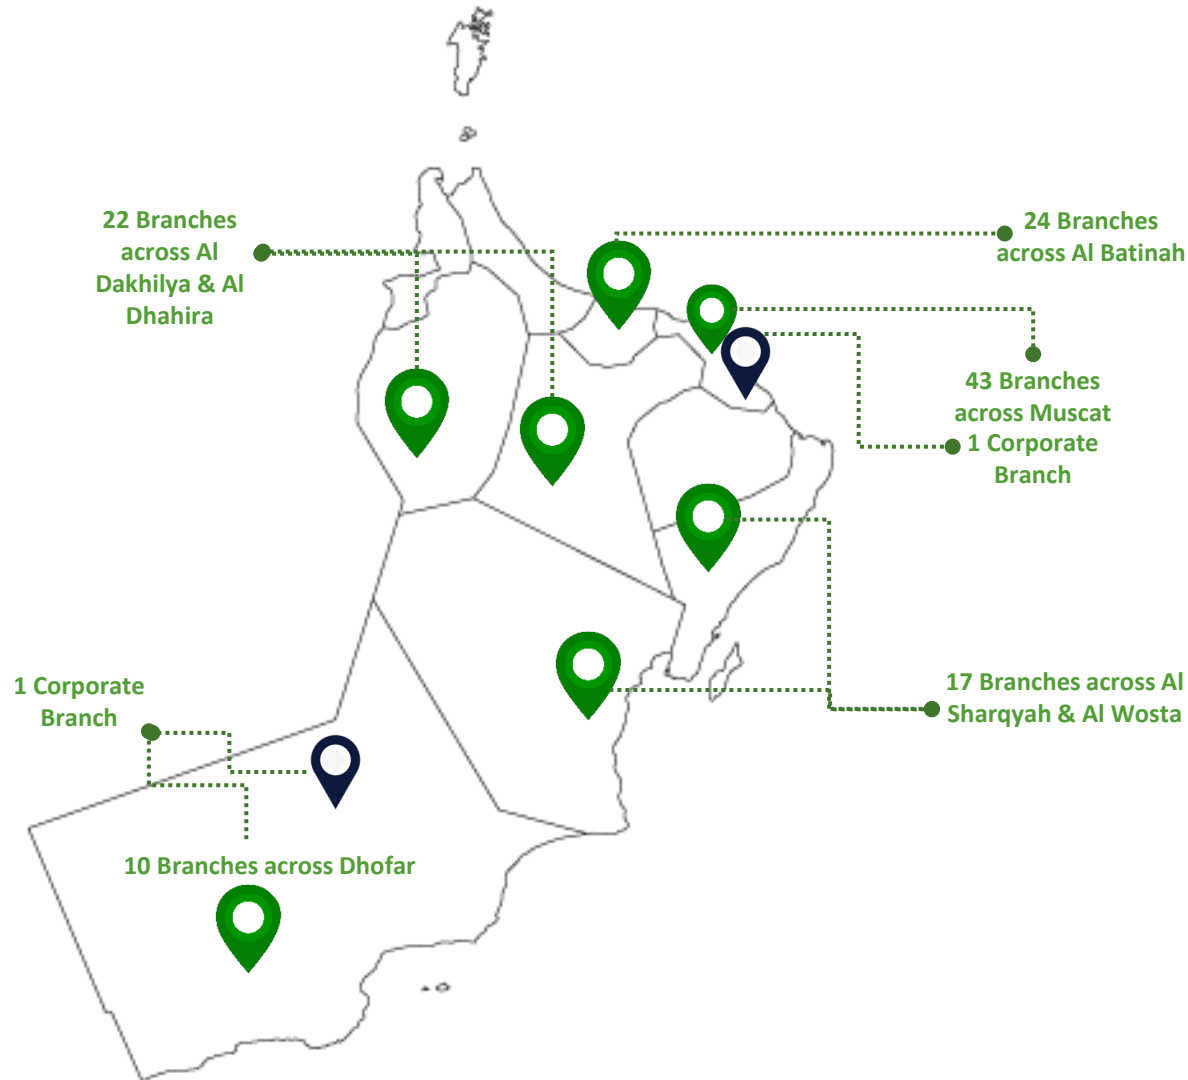 22 Branches
across Al
Dakhilya & Al
Dhahira
24 Branches
across Al Batinah
43 Branches
across Muscat
1 Corporate
Branch
17 Branches across Al
Sharqyah & Al Wosta
1 Corporate
Branch
10 Branches across Dhofar